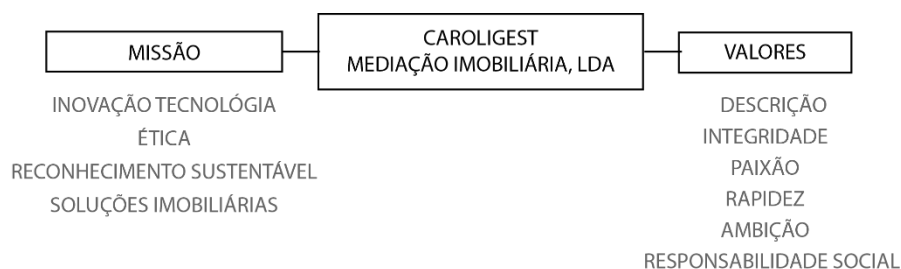 MISSÃO
INOVAÇÃO TECNOLÓGIA
ÉTICA
RECONHECIMENTO SUSTENTÁVEL
SOLUÇÕES IMOBILIÁRIAS
CAROLIGEST
MEDIAÇÃO IMOBILIÁRIA, LDA
VALORES
DESCRIÇÃO
INTEGRIDADE
PAIXÃO
RAPIDEZ
AMBIÇÃO
RESPONSABILIDADE SOCIAL